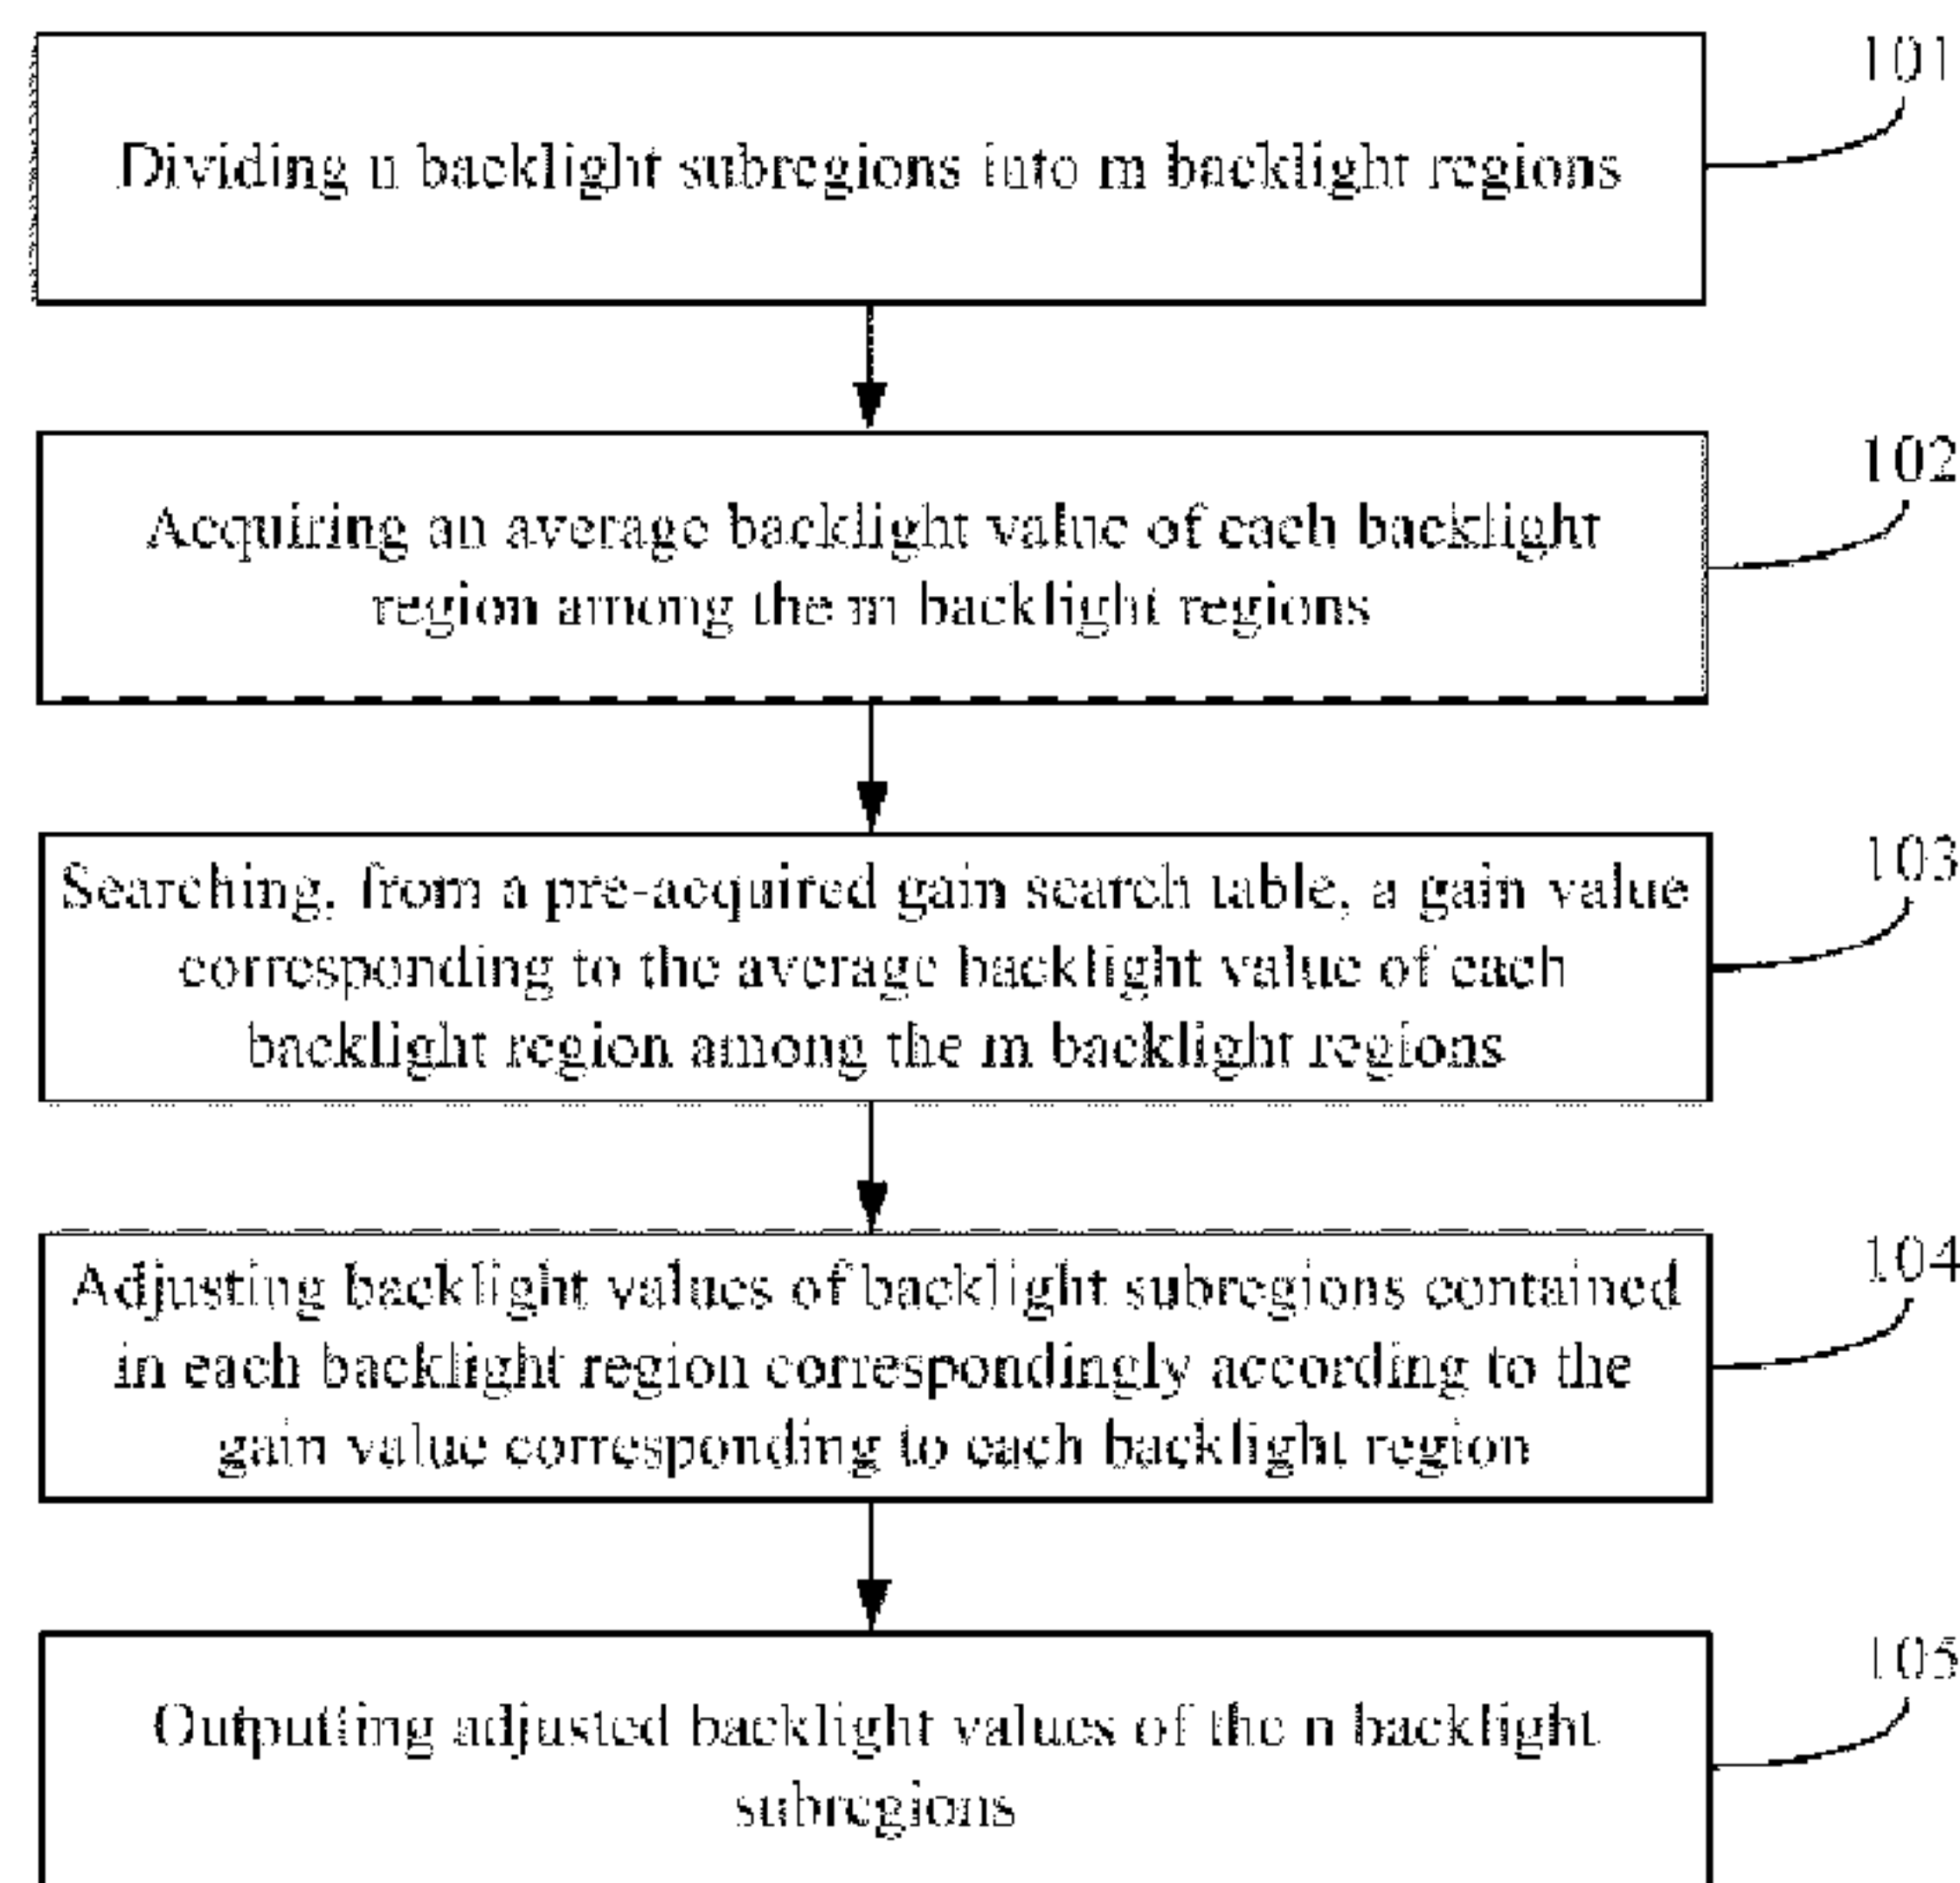 101
Dividing n backlight subregions into m backlight regions
102
Acquiring an average backlight value of each backlight
region among the m backlight regions
103
Searching, from a pre-acquired gain search table, a gain value
corresponding to the average backlight value of each
backlight region among the m backlight regions
104
Adjusting backlight values of backlight subregions contained
in each backlight region correspondingly according to the
gain value corresponding to each backlight region
105
Outputting adjusted backlight values of the n backlight
subregions